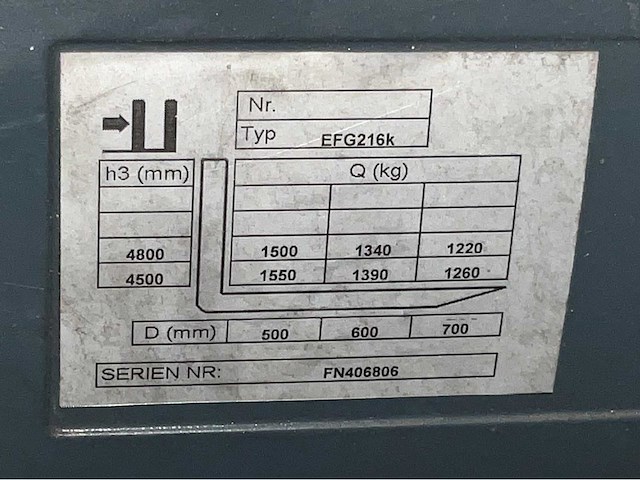 Nr.
Typ EFG216k
h3 (mm) Q (kg)
4800 1500 1340 1220
4500 1550 1390 1260
D (mm) 500 600 700
SERIEN NR: FN406806